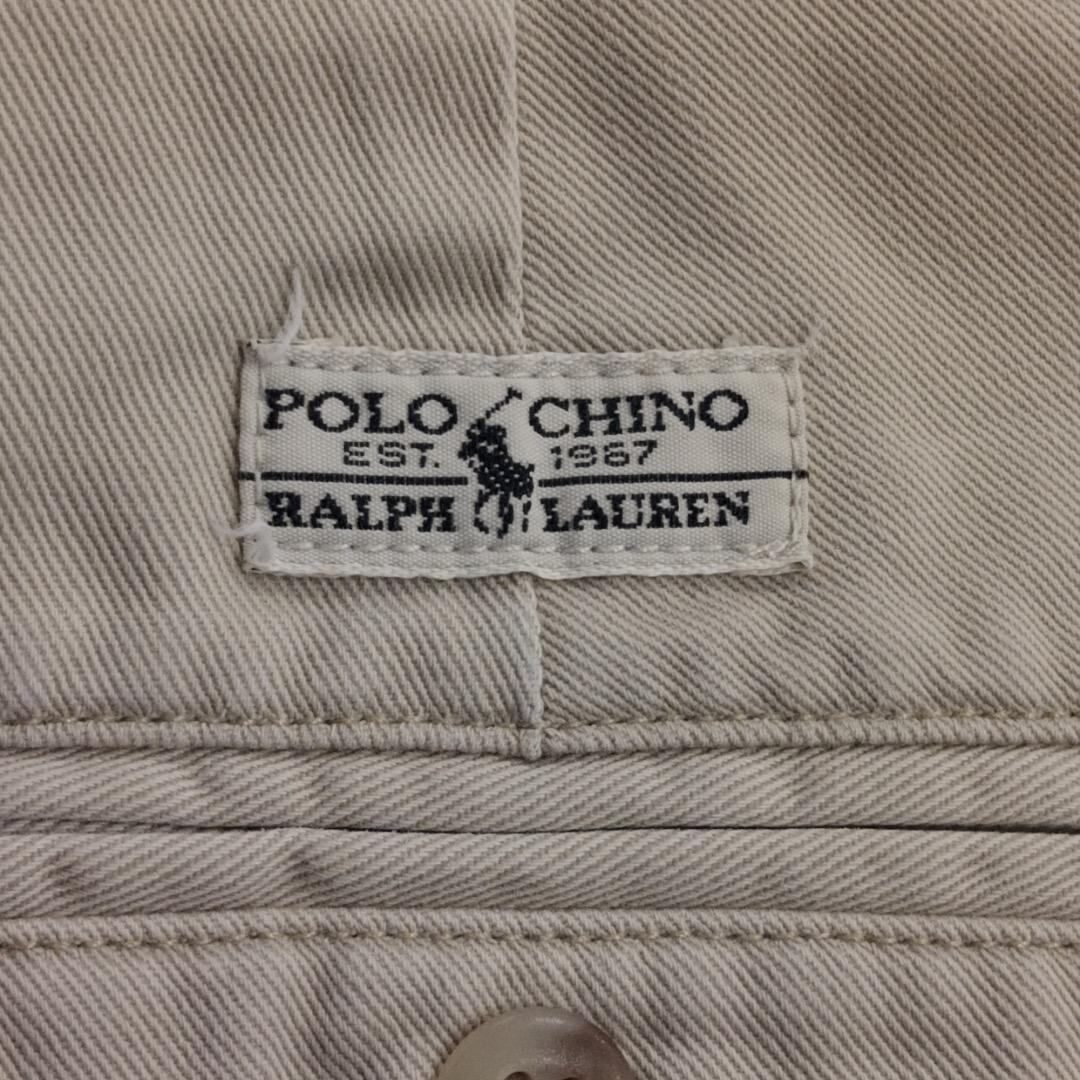 POLO CHINO
EST. 1967
RALPH LAUREN